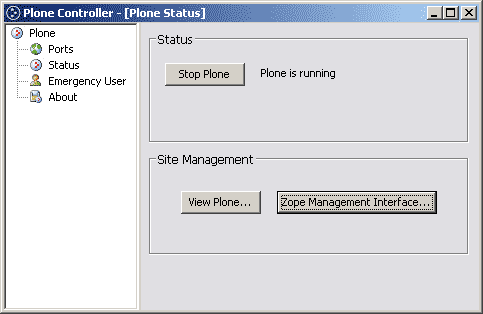 Plone Controller - [Plone Status]
Plone
Ports
Status
Emergency User
About
Status
Stop Plone
Plone is running
Site Management
View Plone...
Zope Management Interface...